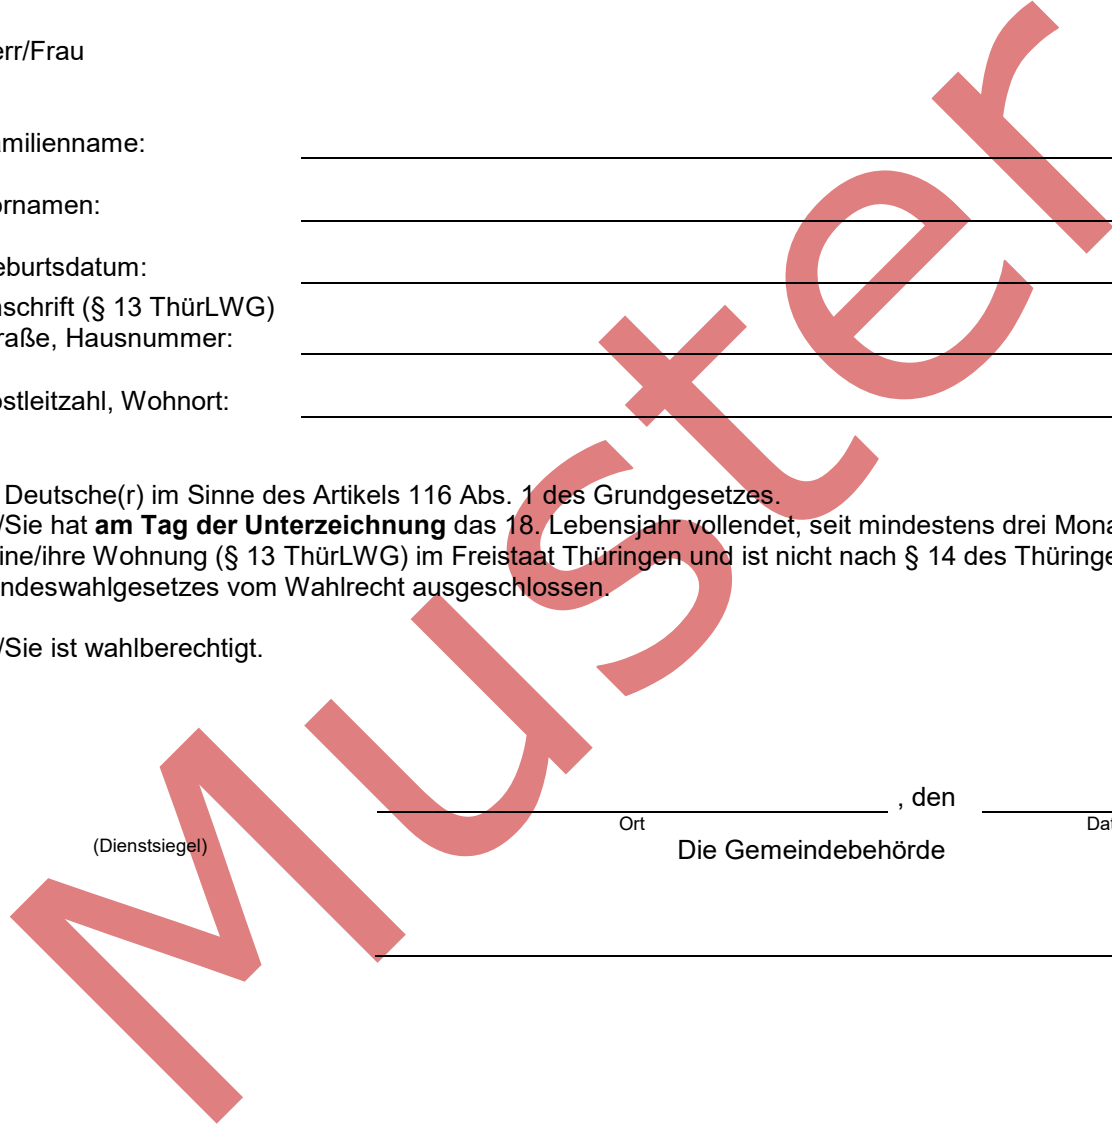 err/Frau
amilienname:
ornamen:
eburtsdatum:
nschrift (§ 13 ThürLWG)
raße, Hausnummer:
ostleitzahl, Wohnort:
Deutsche(r) im Sinne des Artikels 116 Abs. 1 des Grundgesetzes.
/Sie hat am Tag der Unterzeichnung das 18. Lebensjahr vollendet, seit mindestens drei Mona
ine/ihre Wohnung (§ 13 ThürLWG) im Freistaat Thüringen und ist nicht nach § 14 des Thüringe
ndeswahlgesetzes vom Wahlrecht ausgeschlossen.
/Sie ist wahlberechtigt.
, den
Ort Dat
(Dienstsiegel) Die Gemeindebehörde
Muster